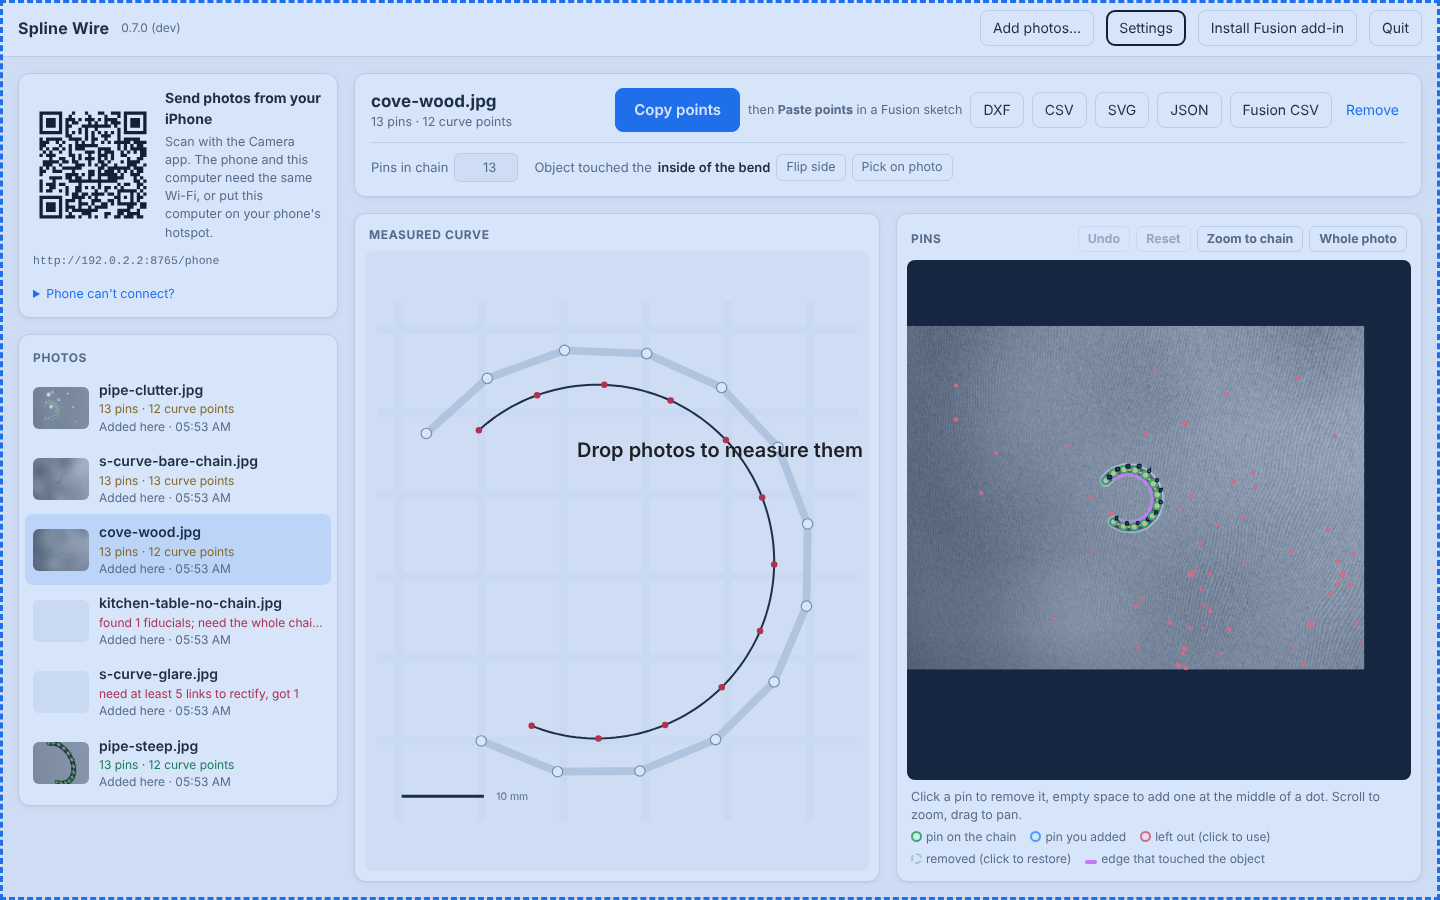 Spline Wire 0.7.0 (dev)
Add photos... Settings Install Fusion add-in Quit
Send photos from your
iPhone
Scan with the Camera
app. The phone and this
computer need the same
Wi-Fi, or put this
computer on your phone's
hotspot.
http://192.0.2.2:8765/phone
Phone can't connect?
PHOTOS
pipe-clutter.jpg
13 pins · 12 curve points
Added here · 05:53 AM
s-curve-bare-chain.jpg
13 pins · 13 curve points
Added here · 05:53 AM
cove-wood.jpg
13 pins · 12 curve points
Added here · 05:53 AM
kitchen-table-no-chain.jpg
found 1 fiducials; need the whole chai...
Added here · 05:53 AM
s-curve-glare.jpg
need at least 5 links to rectify, got 1
Added here · 05:53 AM
pipe-steep.jpg
13 pins · 12 curve points
Added here · 05:53 AM
cove-wood.jpg
13 pins · 12 curve points
Copy points then Paste points in a Fusion sketch DXF CSV SVG JSON Fusion CSV Remove
Pins in chain 13 Object touched the inside of the bend Flip side Pick on photo
MEASURED CURVE
Drop photos to measure them
10 mm
PINS Undo Reset Zoom to chain Whole photo
Click a pin to remove it, empty space to add one at the middle of a dot. Scroll to
zoom, drag to pan.
pin on the chain pin you added left out (click to use)
removed (click to restore) edge that touched the object